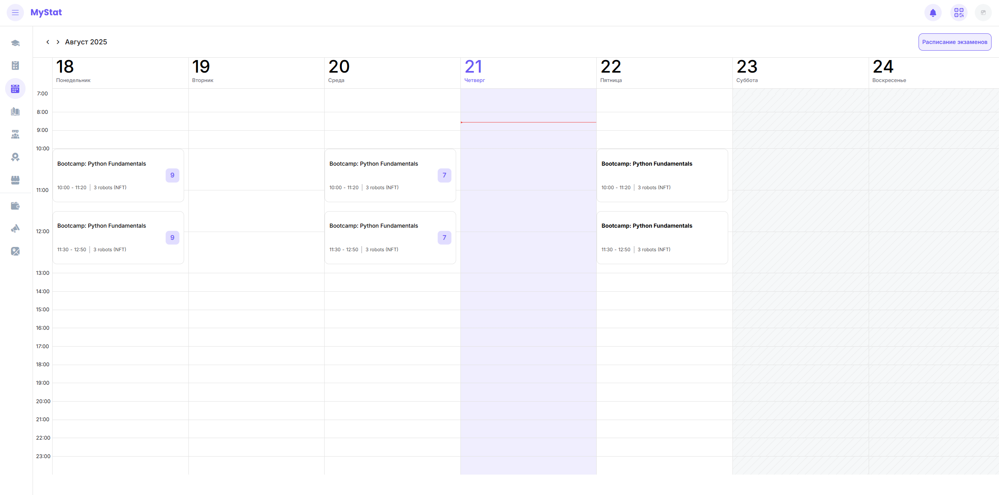 MyStat
Август 2025
Расписание экзаменов
18
Понедельник
19
Вторник
20
Среда
21
Четверг
22
Пятница
23
Суббота
24
Воскресенье
7:00
8:00
9:00
10:00
Bootcamp: Python Fundamentals
9
10:00 - 11:20 3 robots (NFT)
Bootcamp: Python Fundamentals
7
10:00 - 11:20 3 robots (NFT)
Bootcamp: Python Fundamentals
10:00 - 11:20 3 robots (NFT)
11:00
Bootcamp: Python Fundamentals
9
11:30 - 12:50 3 robots (NFT)
Bootcamp: Python Fundamentals
7
11:30 - 12:50 3 robots (NFT)
Bootcamp: Python Fundamentals
11:30 - 12:50 3 robots (NFT)
12:00
13:00
14:00
15:00
16:00
17:00
18:00
19:00
20:00
21:00
22:00
23:00